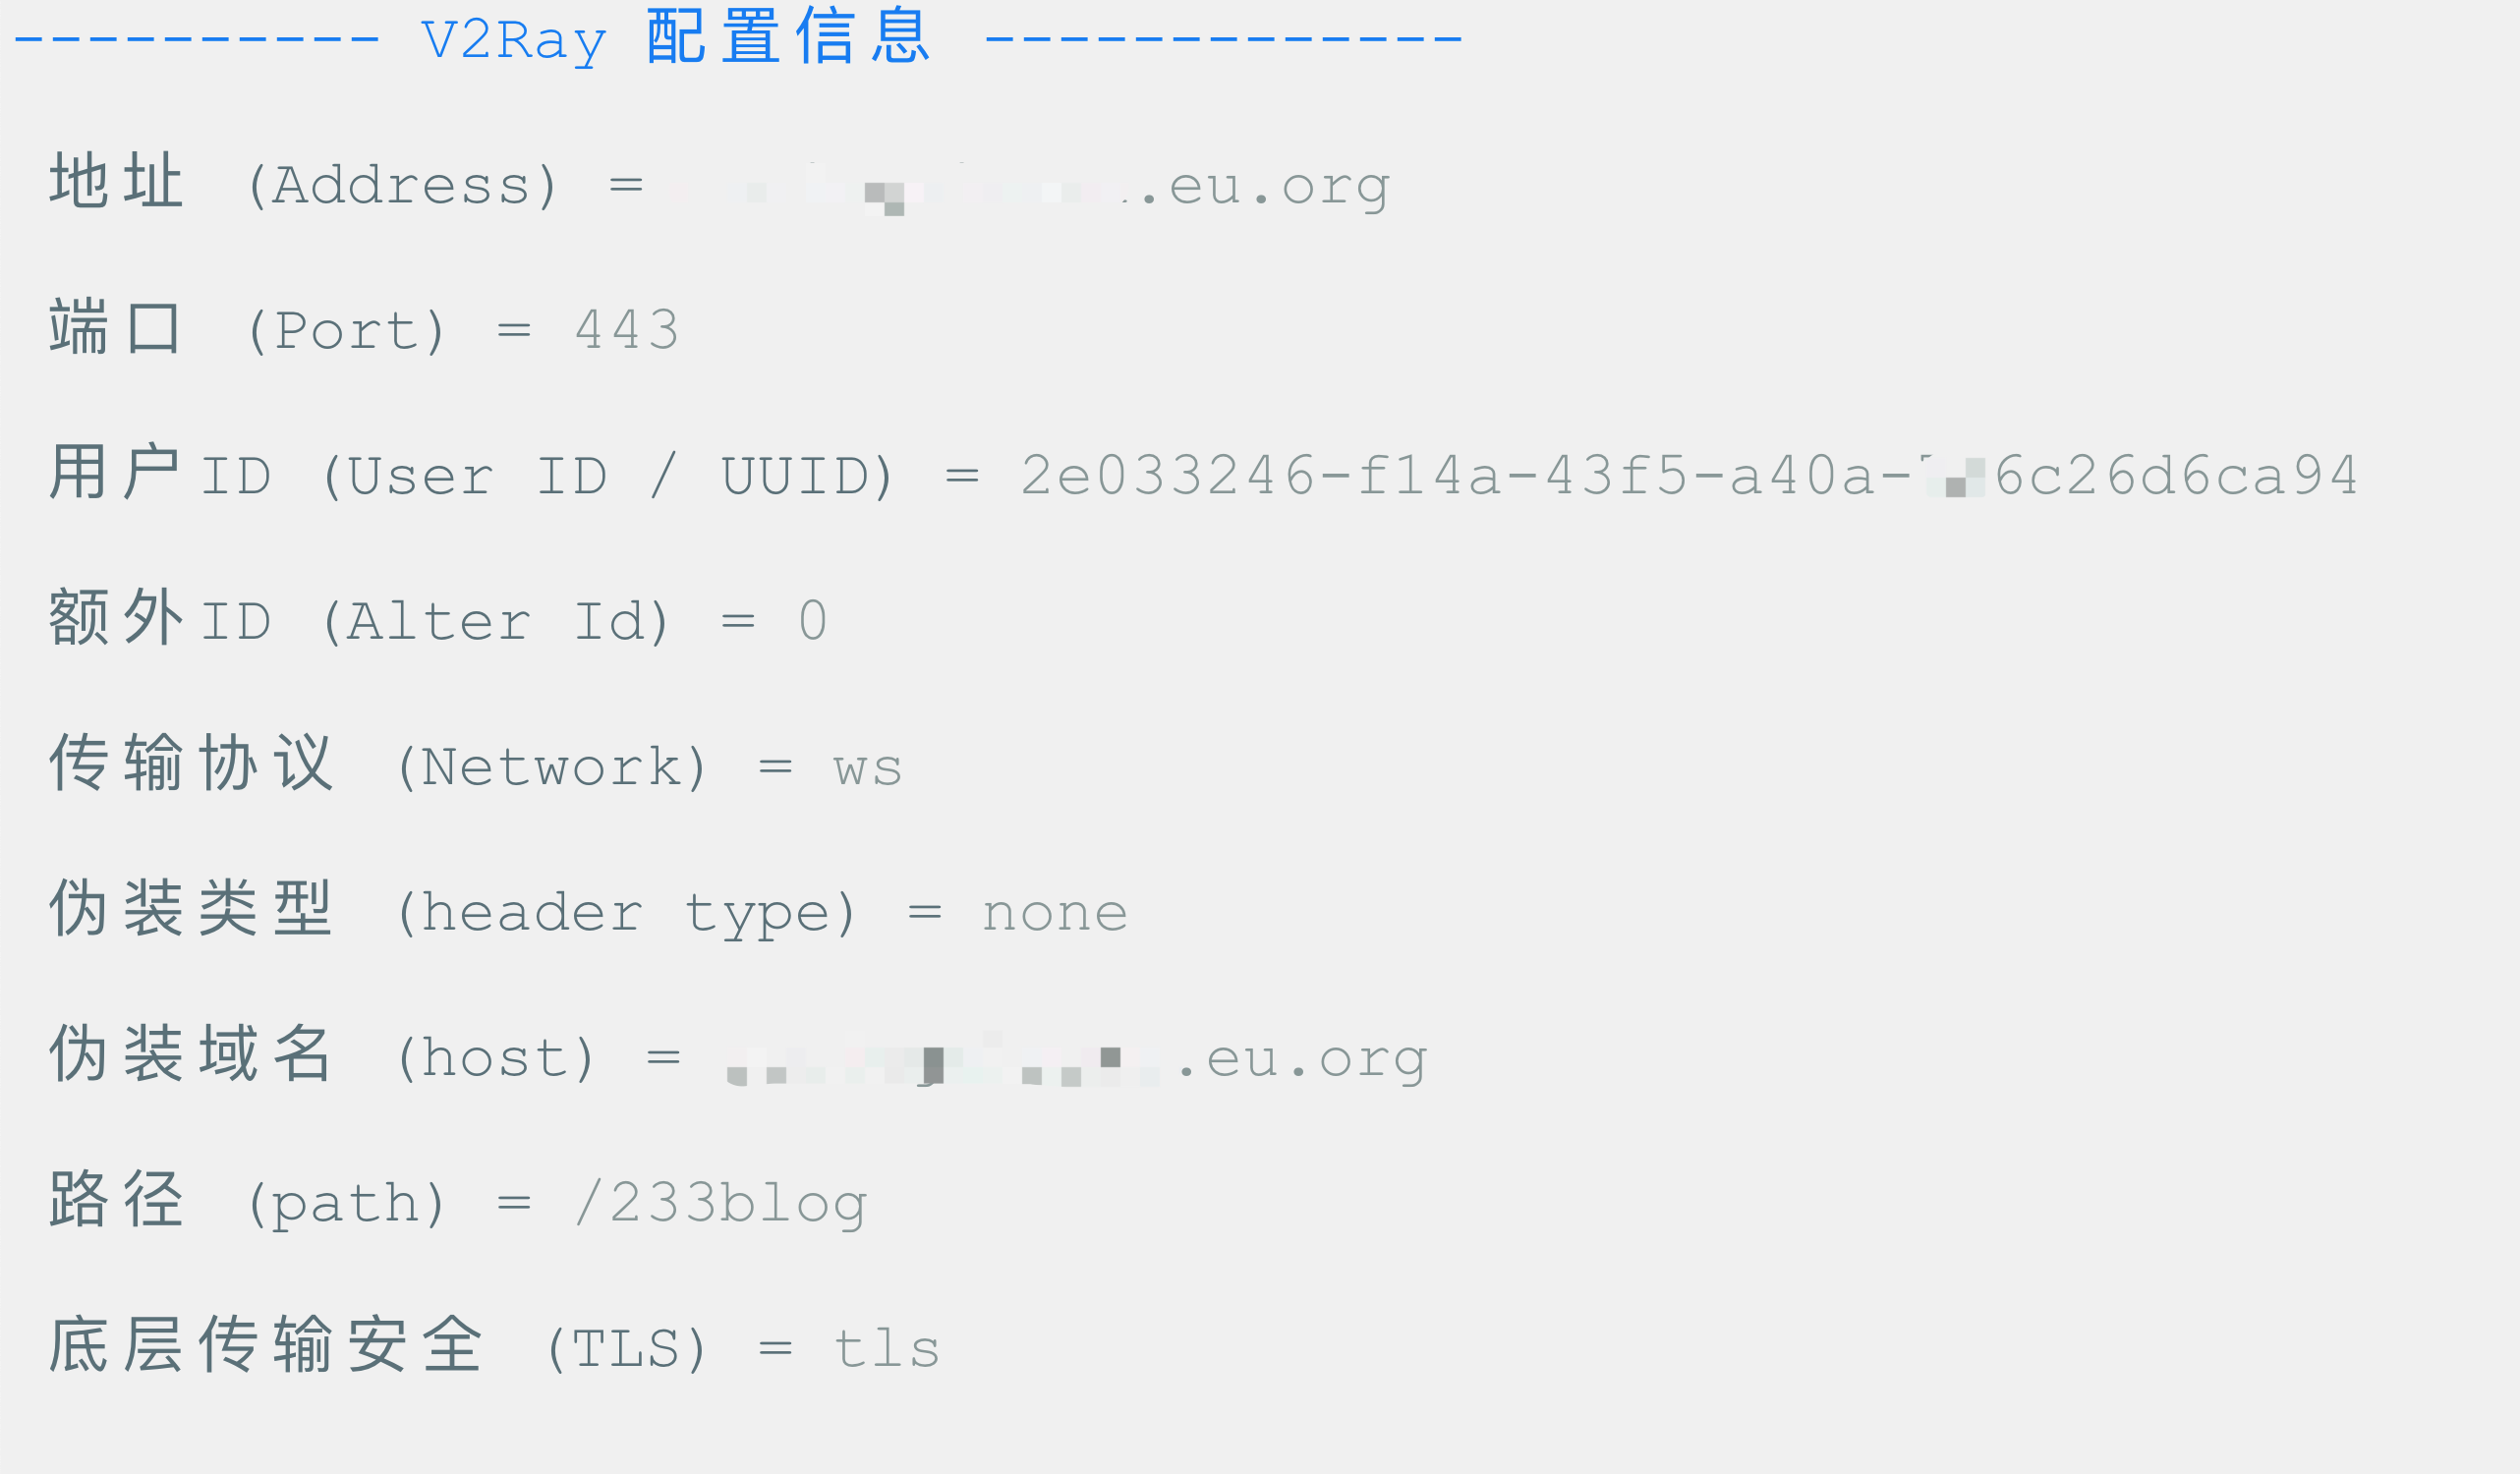 ---------- V2Ray 配置信息 -------------
地址 (Address) = .eu.org
端口 (Port) = 443
用户ID (User ID / UUID) = 2e033246-f14a-43f5-a40a-6c26d6ca94
额外ID (Alter Id) = 0
传输协议 (Network) = ws
伪装类型 (header type) = none
伪装域名 (host) = .eu.org
路径 (path) = /233blog
底层传输安全 (TLS) = tls